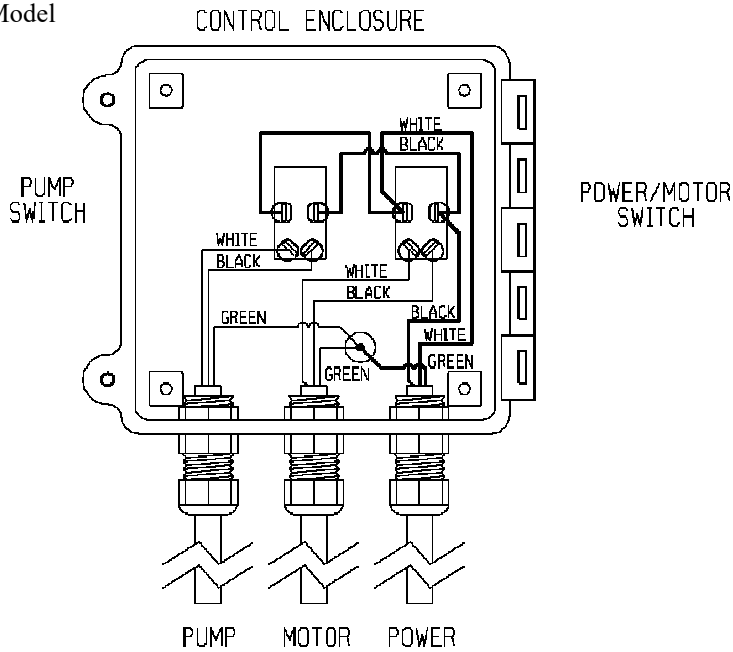 Model
CONTROL ENCLOSURE
WHITE
BLACK
PUMP
SWITCH
POWER/MOTOR
SWITCH
WHITE
BLACK
WHITE
BLACK
GREEN
BLACK
WHITE
GREEN
GREEN
PUMP
MOTOR
POWER